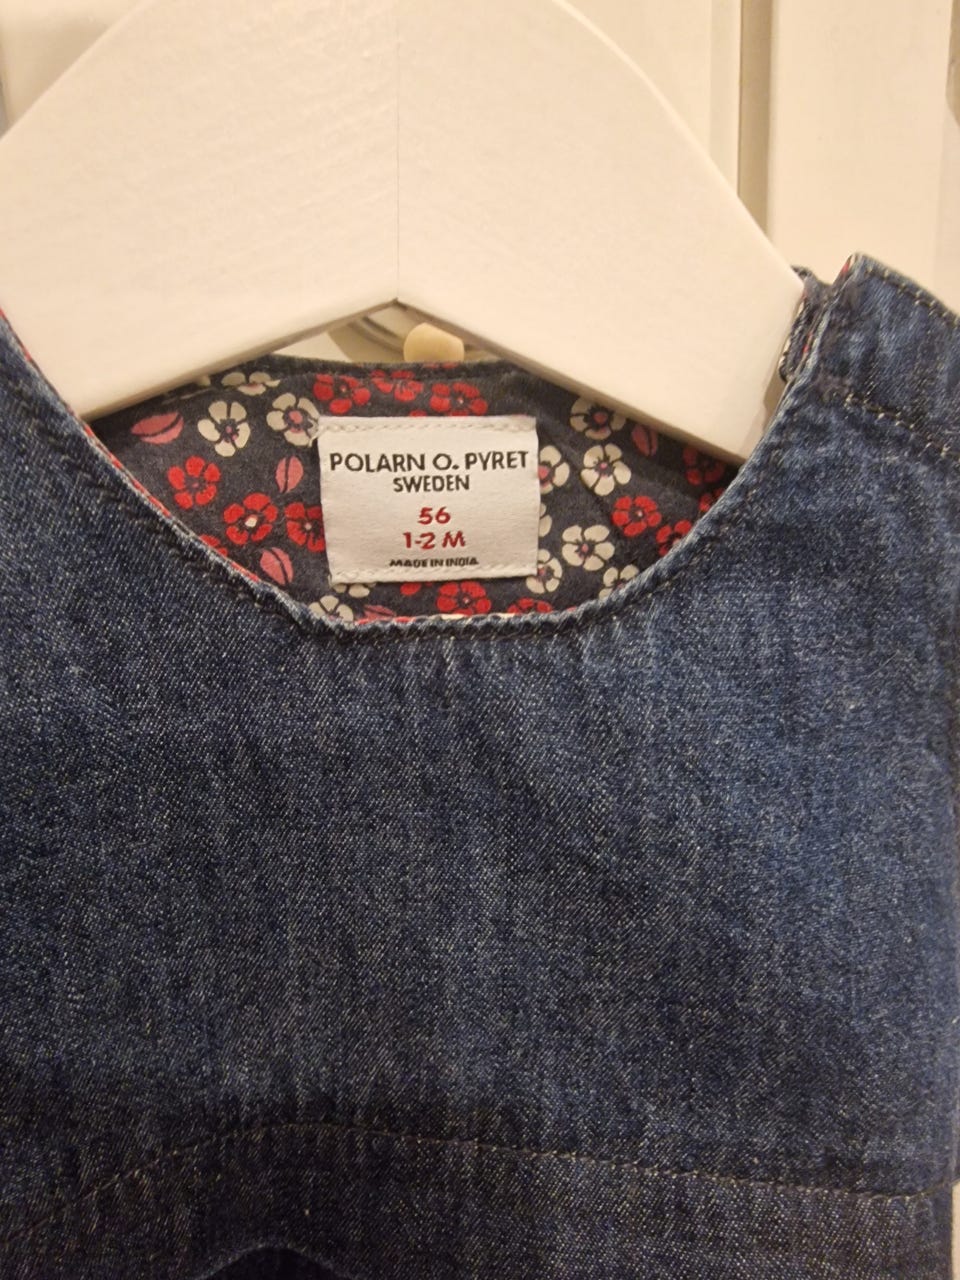 POLARN O. PYRET
SWEDEN
56
1-2 M
MADE IN INDIA